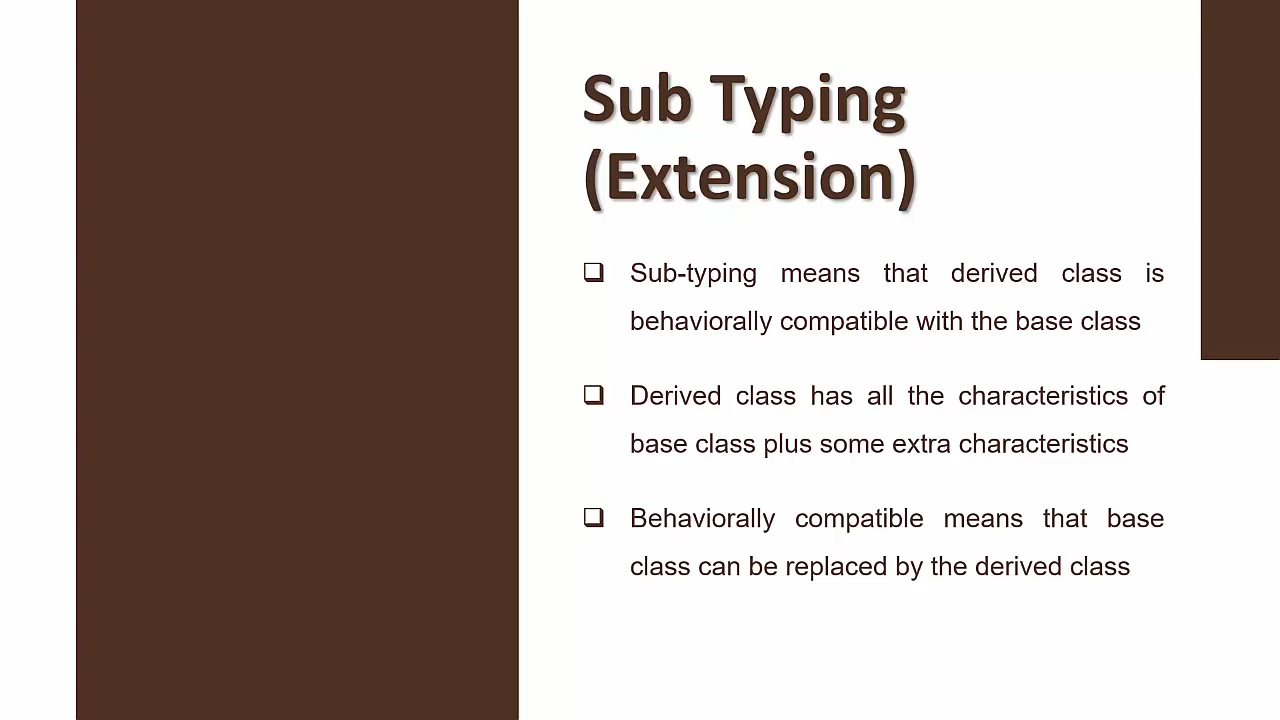 Sub Typing
(Extension)
❑ Sub-typing means that derived class is
behaviorally compatible with the base class
❑ Derived class has all the characteristics of
base class plus some extra characteristics
❑ Behaviorally compatible means that base
class can be replaced by the derived class